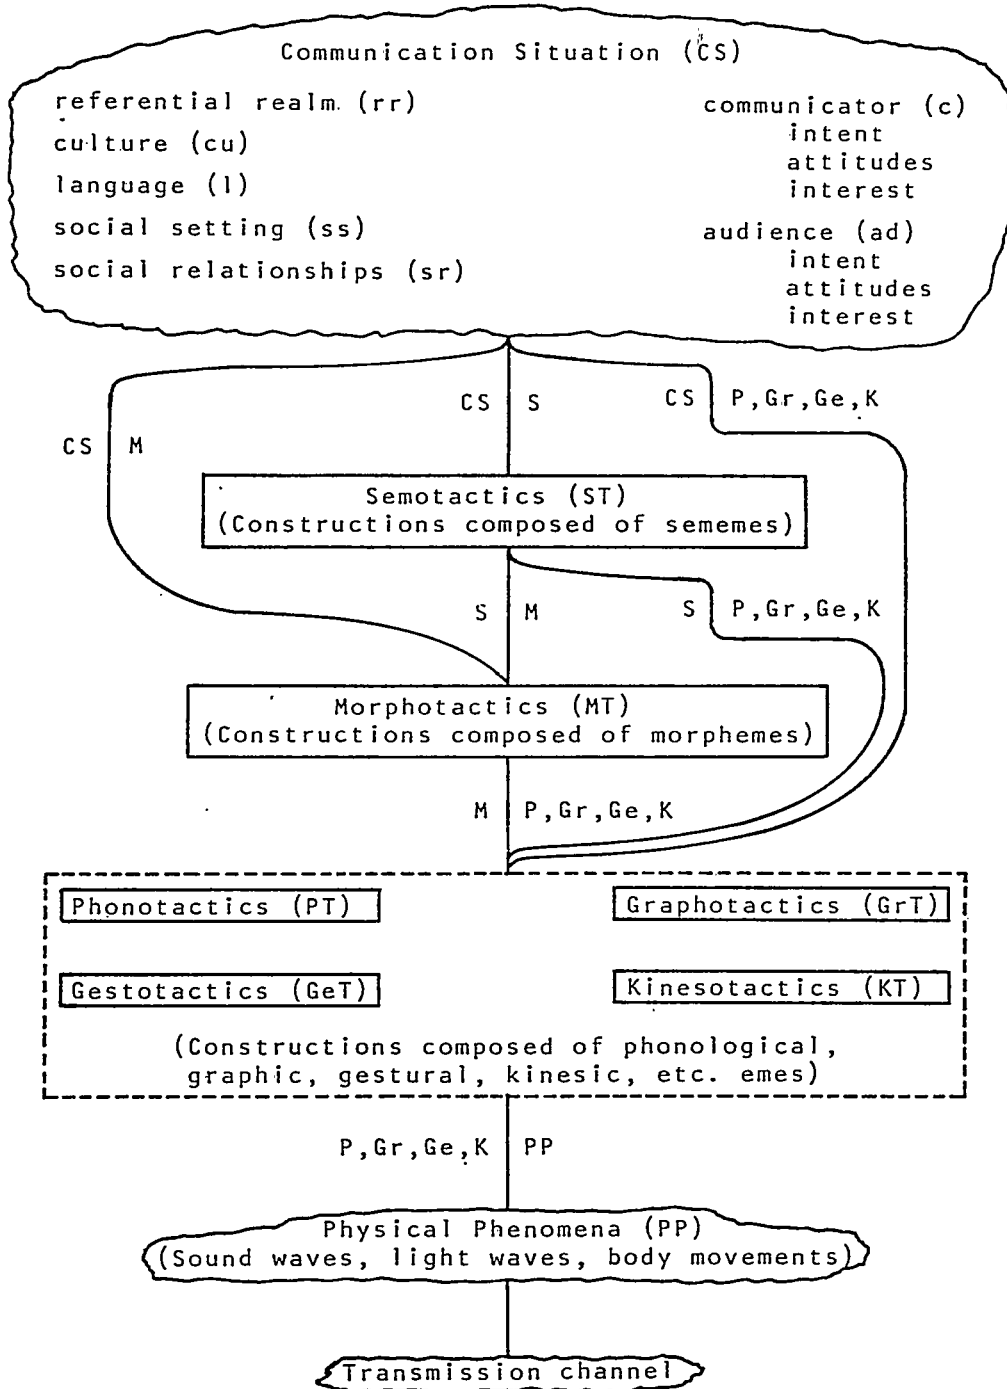 Communication Situation (CS)
referential realm (rr)
culture (cu)
language (l)
social setting (ss)
social relationships (sr)
communicator (c)
intent
attitudes
interest
audience (ad)
intent
attitudes
interest
CS S
CS P,Gr,Ge,K
CS M
Semotactics (ST)
(Constructions composed of sememes)
S M
S P,Gr,Ge,K
Morphotactics (MT)
(Constructions composed of morphemes)
M P,Gr,Ge,K
Phonotactics (PT)
Graphotactics (GrT)
Gestotactics (GeT)
Kinesotactics (KT)
(Constructions composed of phonological,
graphic, gestural, kinesic, etc. emes)
P,Gr,Ge,K PP
Physical Phenomena (PP)
(Sound waves, light waves, body movements)
Transmission channel